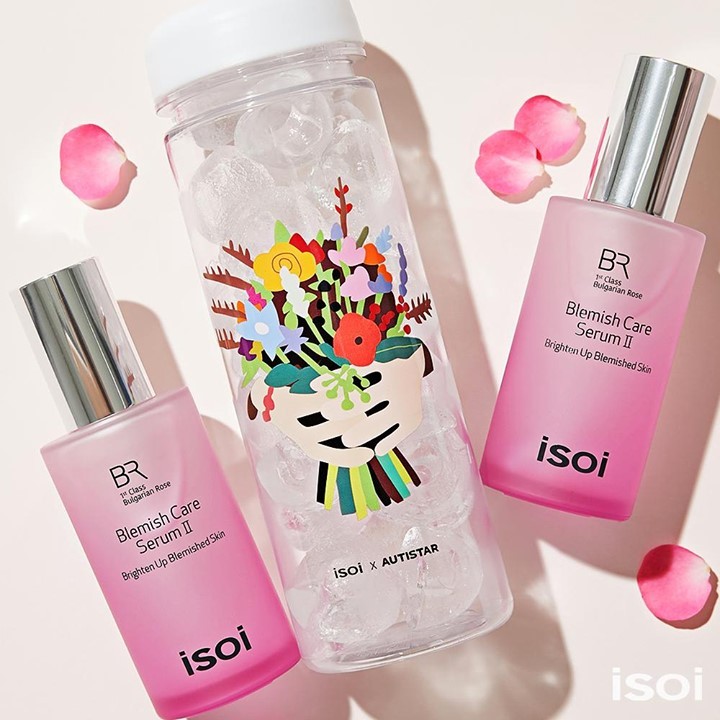 BR
1st Class
Bulgarian Rose
Blemish Care
Serum II
Brighten Up Blemished Skin
isoi
isoi x AUTISTAR
BR
1st Class
Bulgarian Rose
Blemish Care
Serum II
Brighten Up Blemished Skin
isoi
isoi